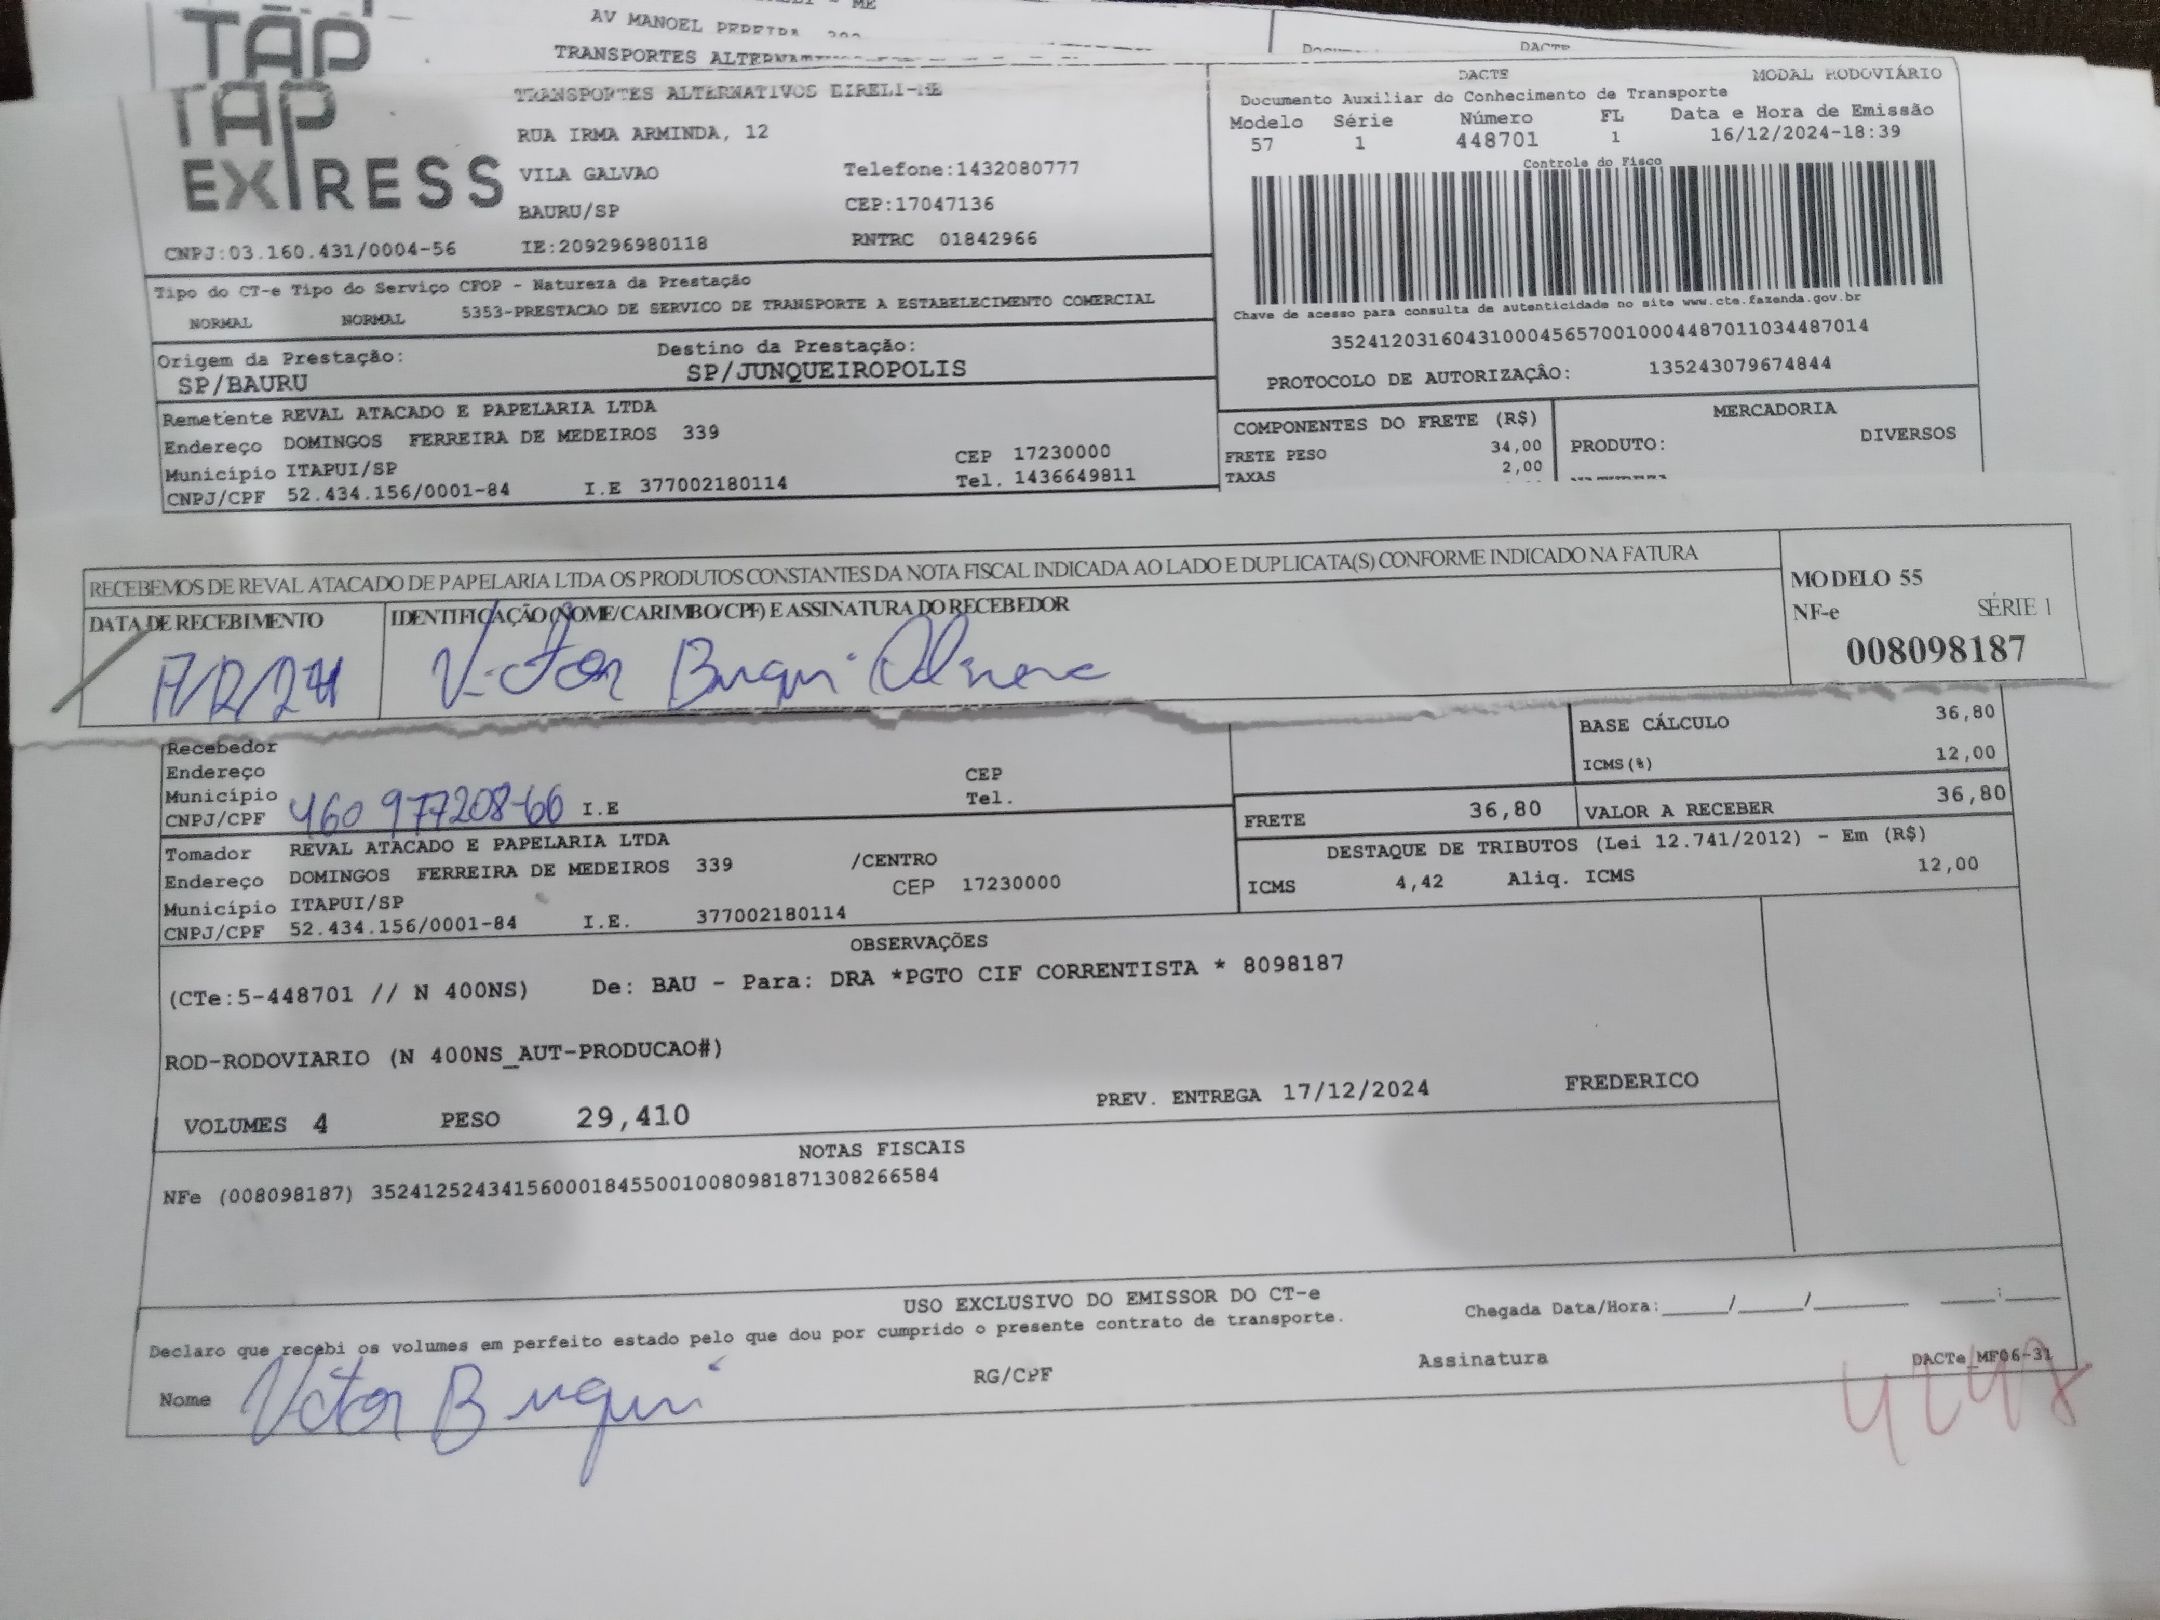 TAP
AV MANOEL PEREIRA
TRANSPORTES
DACTE
TAP
EXPRESS
TRANSPORTES ALTERNATIVOS EIRELI-ME
RUA IRMA ARMINDA, 12
VILA GALVAO Telefone:1432080777
BAURU/SP CEP:17047136
CNPJ:03.160.431/0004-56 IE:209296980118 RNTRC 01842966
DACTE MODAL RODOVIÁRIO
Documento Auxiliar do Conhecimento de Transporte
Modelo Série Número FL Data e Hora de Emissão
57 1 448701 1 16/12/2024-18:39
Controle do Fisco
Chave de acesso para consulta de autenticidade no site www.cte.fazenda.gov.br
35241203160431000456570010004487011034487014
PROTOCOLO DE AUTORIZAÇÃO: 135243079674844
Tipo do CT-e Tipo do Serviço CFOP - Natureza da Prestação
NORMAL NORMAL 5353-PRESTACAO DE SERVICO DE TRANSPORTE A ESTABELECIMENTO COMERCIAL
Origem da Prestação: Destino da Prestação:
SP/BAURU SP/JUNQUEIROPOLIS
Remetente REVAL ATACADO E PAPELARIA LTDA
Endereço DOMINGOS FERREIRA DE MEDEIROS 339
Município ITAPUI/SP CEP 17230000
CNPJ/CPF 52.434.156/0001-84 I.E 377002180114 Tel. 1436649811
COMPONENTES DO FRETE (R$)
FRETE PESO 34,00
TAXAS 2,00
MERCADORIA
PRODUTO: DIVERSOS
RECEBEMOS DE REVAL ATACADO DE PAPELARIA LTDA OS PRODUTOS CONSTANTES DA NOTA FISCAL INDICADA AO LADO E DUPLICATA(S) CONFORME INDICADO NA FATURA
DATA DE RECEBIMENTO IDENTIFICAÇÃO (NOME/CARIMBO/CPF) E ASSINATURA DO RECEBEDOR
17/12/24 Victor Buqui
MODELO 55
NF-e SÉRIE 1
008098187
Recebedor
Endereço CEP
Município Tel.
CNPJ/CPF 460 977208-66 I.E
BASE CÁLCULO 36,80
ICMS(%) 12,00
FRETE 36,80 VALOR A RECEBER 36,80
DESTAQUE DE TRIBUTOS (Lei 12.741/2012) - Em (R$)
ICMS 4,42 Aliq. ICMS 12,00
Tomador REVAL ATACADO E PAPELARIA LTDA
Endereço DOMINGOS FERREIRA DE MEDEIROS 339 /CENTRO
Município ITAPUI/SP CEP 17230000
CNPJ/CPF 52.434.156/0001-84 I.E. 377002180114
OBSERVAÇÕES
(CTe:5-448701 // N 400NS) De: BAU - Para: DRA *PGTO CIF CORRENTISTA * 8098187
ROD-RODOVIARIO (N 400NS_AUT-PRODUCAO#)
VOLUMES 4 PESO 29,410 PREV. ENTREGA 17/12/2024 FREDERICO
NOTAS FISCAIS
NFe (008098187) 35241252434156000184550010080981871308266584
USO EXCLUSIVO DO EMISSOR DO CT-e
Declaro que recebi os volumes em perfeito estado pelo que dou por cumprido o presente contrato de transporte.
Chegada Data/Hora:_____/_____/_______ _____:_____
Nome Victor Buqui RG/CPF Assinatura DACTe_MF06-31